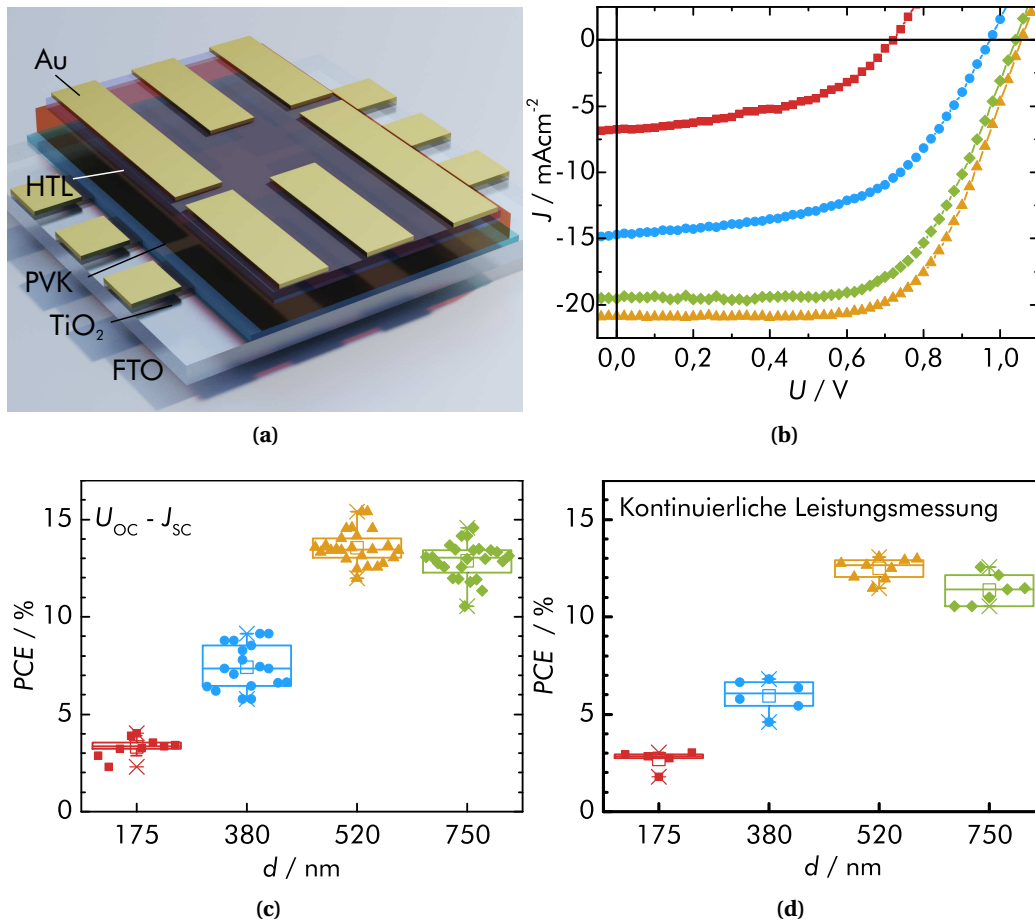 Au
HTL
PVK
TiO₂
FTO
(a)
J / mAcm⁻²
0
-5
-10
-15
-20
0,0 0,2 0,4 0,6 0,8 1,0
U / V
(b)
U_OC - J_SC
PCE / %
15
10
5
0
175 380 520 750
d / nm
(c)
Kontinuierliche Leistungsmessung
PCE / %
15
10
5
0
175 380 520 750
d / nm
(d)